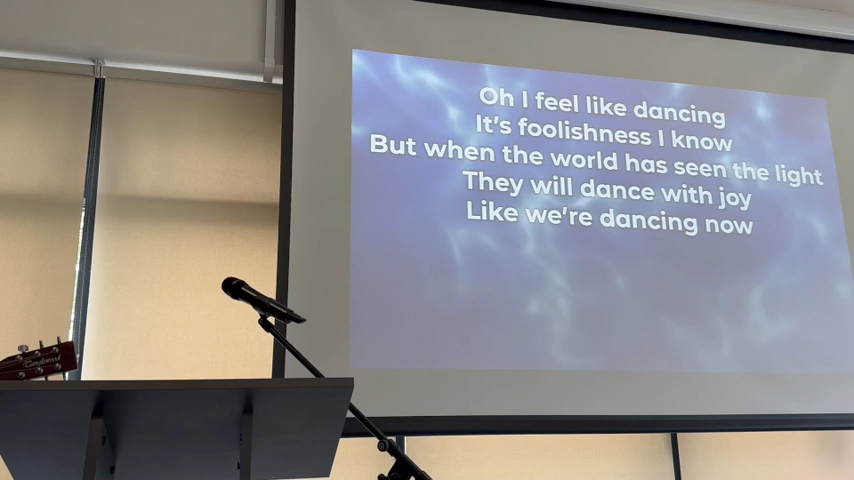 Oh I feel like dancing
It's foolishness I know
But when the world has seen the light
They will dance with joy
Like we're dancing now
Tanglewood